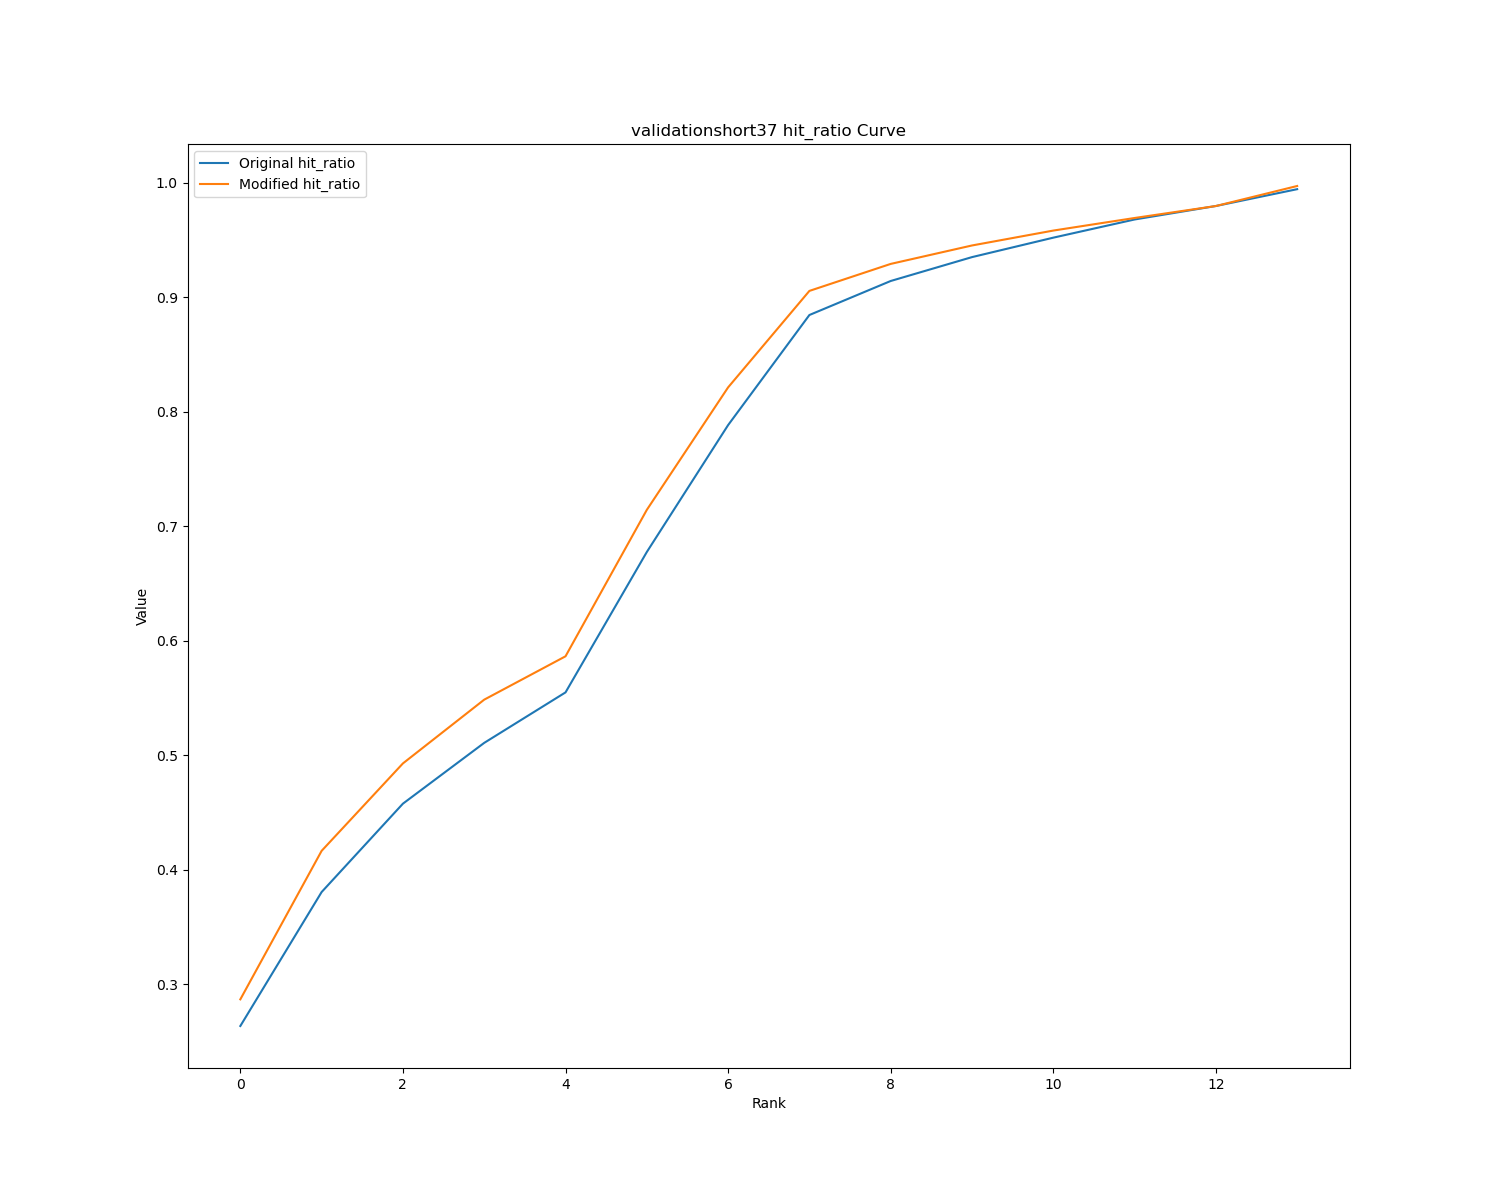 validationshort37 hit_ratio Curve
Original hit_ratio
Modified hit_ratio
1.0
0.9
0.8
0.7
0.6
0.5
0.4
0.3
Value
0 2 4 6 8 10 12
Rank